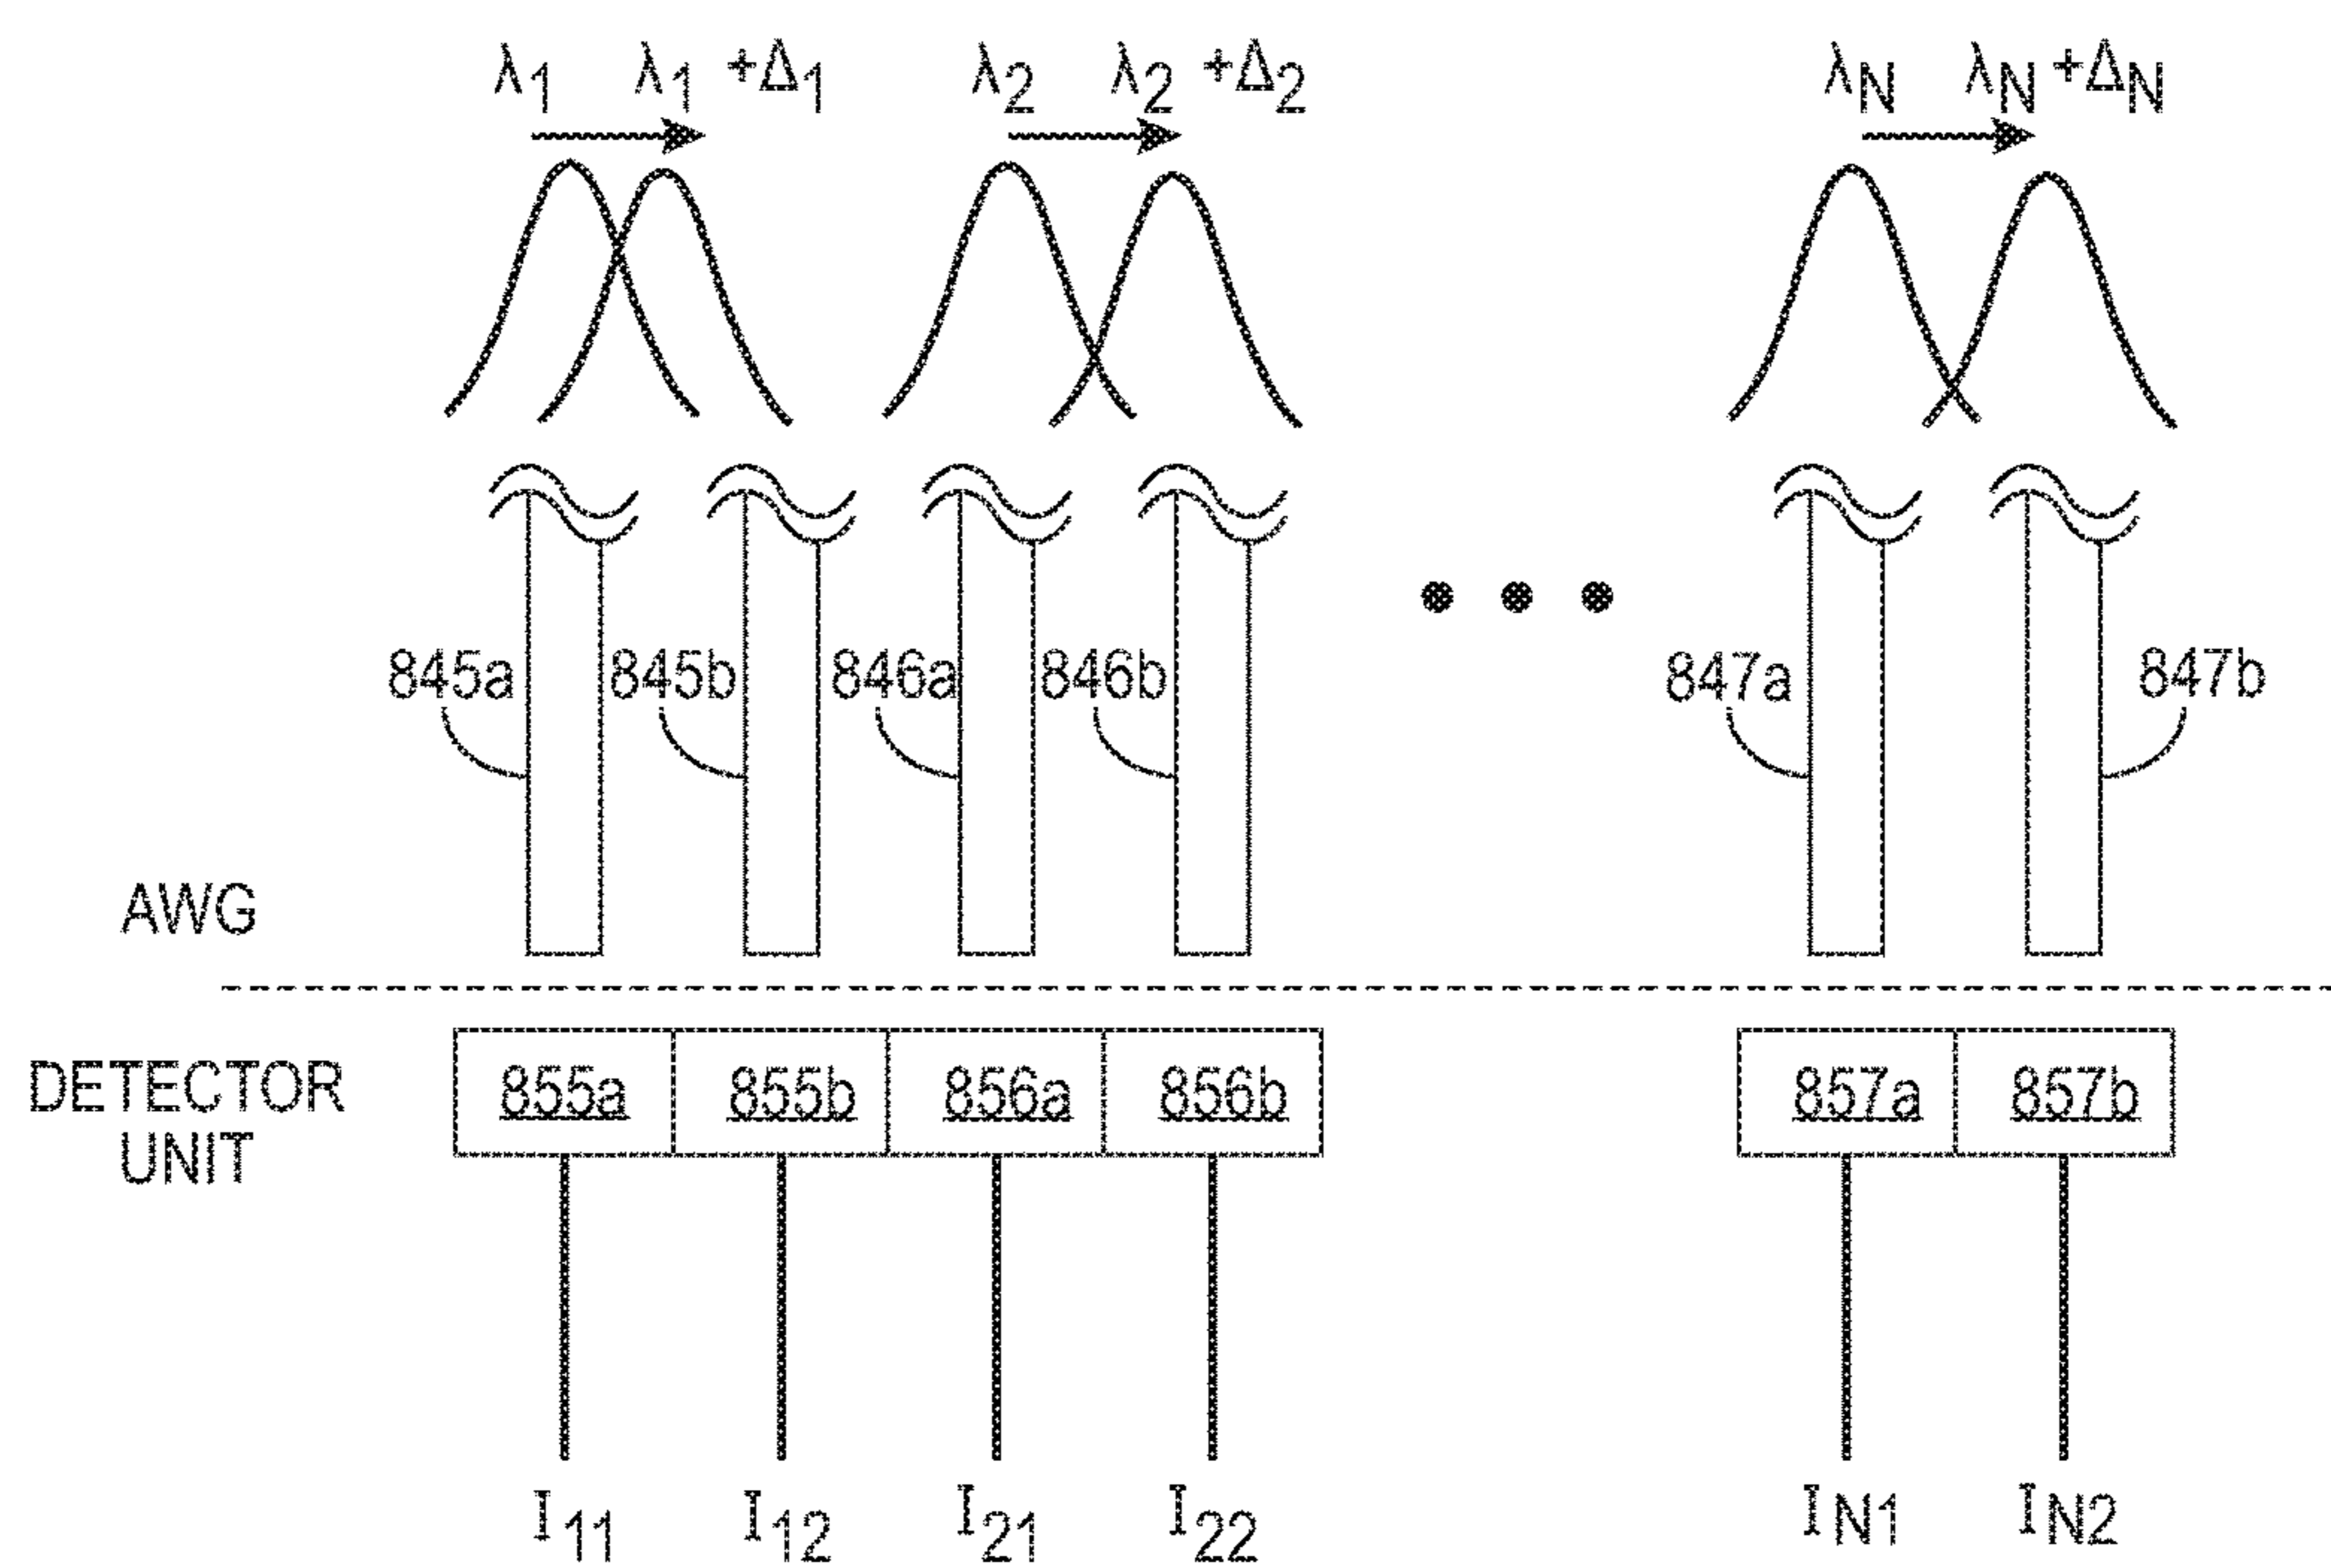 λ1 λ1 +Δ1 λ2 λ2 +Δ2 λN λN +ΔN
845a 845b 846a 846b 847a 847b
AWG
DETECTOR UNIT
855a 855b 856a 856b 857a 857b
I11 I12 I21 I22 IN1 IN2